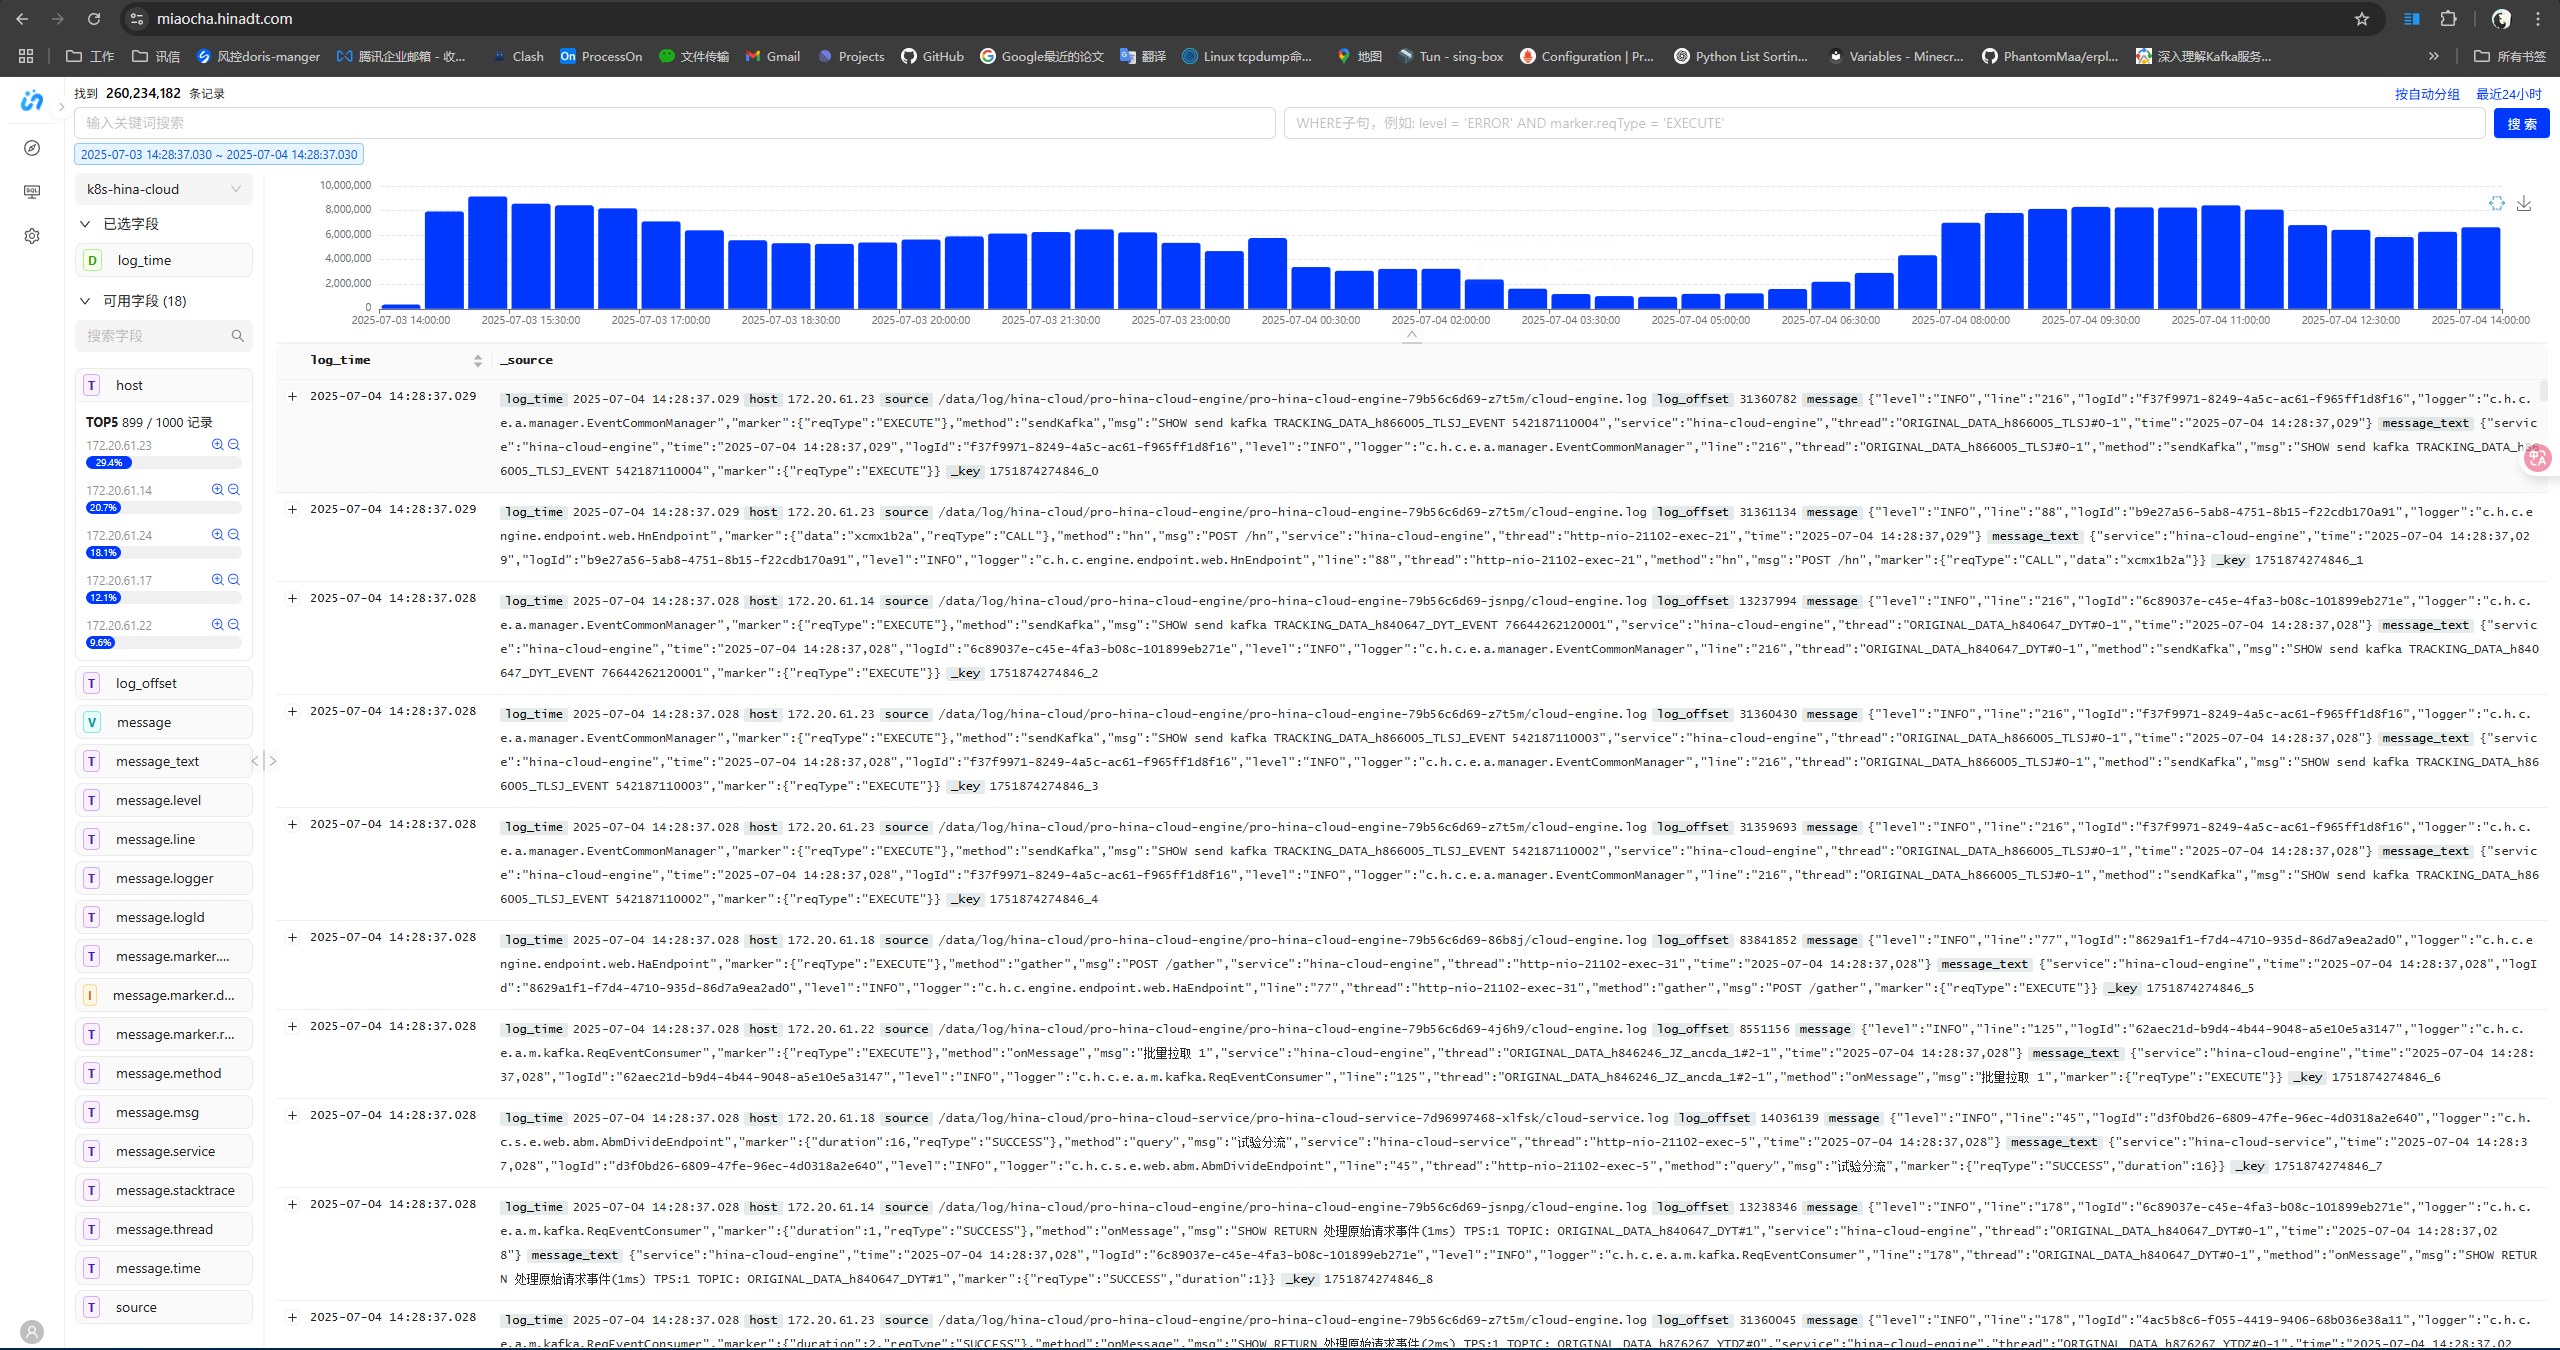 miaocha.hinadt.com
工作 讯信 风控doris-manger 腾讯企业邮箱 - 收... Clash ProcessOn 文件传输 Gmail Projects GitHub Google最近的论文 翻译 Linux tcpdump命... 地图 Tun - sing-box Configuration | Pr... Python List Sortin... Variables - Minecr... PhantomMaa/erpl... 深入理解Kafka服务... » 所有书签
找到 260,234,182 条记录
按自动分组 最近24小时
输入关键词搜索
WHERE子句，例如: level = 'ERROR' AND marker.reqType = 'EXECUTE'
搜 索
2025-07-03 14:28:37.030 ~ 2025-07-04 14:28:37.030
k8s-hina-cloud
已选字段
D log_time
可用字段 (18)
搜索字段
T host
TOP5 899 / 1000 记录
172.20.61.23
29.4%
172.20.61.14
20.7%
172.20.61.24
18.1%
172.20.61.17
12.1%
172.20.61.22
9.6%
T log_offset
V message
T message_text
T message.level
T message.line
T message.logger
T message.logId
T message.marker....
I message.marker.d...
T message.marker.r...
T message.method
T message.msg
T message.service
T message.stacktrace
T message.thread
T message.time
T source
10,000,000
8,000,000
6,000,000
4,000,000
2,000,000
0
2025-07-03 14:00:00 2025-07-03 15:30:00 2025-07-03 17:00:00 2025-07-03 18:30:00 2025-07-03 20:00:00 2025-07-03 21:30:00 2025-07-03 23:00:00 2025-07-04 00:30:00 2025-07-04 02:00:00 2025-07-04 03:30:00 2025-07-04 05:00:00 2025-07-04 06:30:00 2025-07-04 08:00:00 2025-07-04 09:30:00 2025-07-04 11:00:00 2025-07-04 12:30:00 2025-07-04 14:00:00
log_time _source
2025-07-04 14:28:37.029 log_time 2025-07-04 14:28:37.029 host 172.20.61.23 source /data/log/hina-cloud/pro-hina-cloud-engine/pro-hina-cloud-engine-79b56c6d69-z7t5m/cloud-engine.log log_offset 31360782 message {"level":"INFO","line":"216","logId":"f37f9971-8249-4a5c-ac61-f965ff1d8f16","logger":"c.h.c.
e.a.manager.EventCommonManager","marker":{"reqType":"EXECUTE"},"method":"sendKafka","msg":"SHOW send kafka TRACKING_DATA_h866005_TLSJ_EVENT 542187110004","service":"hina-cloud-engine","thread":"ORIGINAL_DATA_h866005_TLSJ#0-1","time":"2025-07-04 14:28:37,029"} message_text {"servic
e":"hina-cloud-engine","time":"2025-07-04 14:28:37,029","logId":"f37f9971-8249-4a5c-ac61-f965ff1d8f16","level":"INFO","logger":"c.h.c.e.a.manager.EventCommonManager","line":"216","thread":"ORIGINAL_DATA_h866005_TLSJ#0-1","method":"sendKafka","msg":"SHOW send kafka TRACKING_DATA_h86
6005_TLSJ_EVENT 542187110004","marker":{"reqType":"EXECUTE"}} _key 1751874274846_0
2025-07-04 14:28:37.029 log_time 2025-07-04 14:28:37.029 host 172.20.61.23 source /data/log/hina-cloud/pro-hina-cloud-engine/pro-hina-cloud-engine-79b56c6d69-z7t5m/cloud-engine.log log_offset 31361134 message {"level":"INFO","line":"88","logId":"b9e27a56-5ab8-4751-8b15-f22cdb170a91","logger":"c.h.c.e
ngine.endpoint.web.HnEndpoint","marker":{"data":"xcmx1b2a","reqType":"CALL"},"method":"hn","msg":"POST /hn","service":"hina-cloud-engine","thread":"http-nio-21102-exec-21","time":"2025-07-04 14:28:37,029"} message_text {"service":"hina-cloud-engine","time":"2025-07-04 14:28:37,02
9","logId":"b9e27a56-5ab8-4751-8b15-f22cdb170a91","level":"INFO","logger":"c.h.c.engine.endpoint.web.HnEndpoint","line":"88","thread":"http-nio-21102-exec-21","method":"hn","msg":"POST /hn","marker":{"reqType":"CALL","data":"xcmx1b2a"}} _key 1751874274846_1
2025-07-04 14:28:37.028 log_time 2025-07-04 14:28:37.028 host 172.20.61.14 source /data/log/hina-cloud/pro-hina-cloud-engine/pro-hina-cloud-engine-79b56c6d69-jsnpg/cloud-engine.log log_offset 13237994 message {"level":"INFO","line":"216","logId":"6c89037e-c45e-4fa3-b08c-101899eb271e","logger":"c.h.c.
e.a.manager.EventCommonManager","marker":{"reqType":"EXECUTE"},"method":"sendKafka","msg":"SHOW send kafka TRACKING_DATA_h840647_DYT_EVENT 76644262120001","service":"hina-cloud-engine","thread":"ORIGINAL_DATA_h840647_DYT#0-1","time":"2025-07-04 14:28:37,028"} message_text {"servic
e":"hina-cloud-engine","time":"2025-07-04 14:28:37,028","logId":"6c89037e-c45e-4fa3-b08c-101899eb271e","level":"INFO","logger":"c.h.c.e.a.manager.EventCommonManager","line":"216","thread":"ORIGINAL_DATA_h840647_DYT#0-1","method":"sendKafka","msg":"SHOW send kafka TRACKING_DATA_h840
647_DYT_EVENT 76644262120001","marker":{"reqType":"EXECUTE"}} _key 1751874274846_2
2025-07-04 14:28:37.028 log_time 2025-07-04 14:28:37.028 host 172.20.61.23 source /data/log/hina-cloud/pro-hina-cloud-engine/pro-hina-cloud-engine-79b56c6d69-z7t5m/cloud-engine.log log_offset 31360430 message {"level":"INFO","line":"216","logId":"f37f9971-8249-4a5c-ac61-f965ff1d8f16","logger":"c.h.c.
e.a.manager.EventCommonManager","marker":{"reqType":"EXECUTE"},"method":"sendKafka","msg":"SHOW send kafka TRACKING_DATA_h866005_TLSJ_EVENT 542187110003","service":"hina-cloud-engine","thread":"ORIGINAL_DATA_h866005_TLSJ#0-1","time":"2025-07-04 14:28:37,028"} message_text {"servic
e":"hina-cloud-engine","time":"2025-07-04 14:28:37,028","logId":"f37f9971-8249-4a5c-ac61-f965ff1d8f16","level":"INFO","logger":"c.h.c.e.a.manager.EventCommonManager","line":"216","thread":"ORIGINAL_DATA_h866005_TLSJ#0-1","method":"sendKafka","msg":"SHOW send kafka TRACKING_DATA_h86
6005_TLSJ_EVENT 542187110003","marker":{"reqType":"EXECUTE"}} _key 1751874274846_3
2025-07-04 14:28:37.028 log_time 2025-07-04 14:28:37.028 host 172.20.61.23 source /data/log/hina-cloud/pro-hina-cloud-engine/pro-hina-cloud-engine-79b56c6d69-z7t5m/cloud-engine.log log_offset 31359693 message {"level":"INFO","line":"216","logId":"f37f9971-8249-4a5c-ac61-f965ff1d8f16","logger":"c.h.c.
e.a.manager.EventCommonManager","marker":{"reqType":"EXECUTE"},"method":"sendKafka","msg":"SHOW send kafka TRACKING_DATA_h866005_TLSJ_EVENT 542187110002","service":"hina-cloud-engine","thread":"ORIGINAL_DATA_h866005_TLSJ#0-1","time":"2025-07-04 14:28:37,028"} message_text {"servic
e":"hina-cloud-engine","time":"2025-07-04 14:28:37,028","logId":"f37f9971-8249-4a5c-ac61-f965ff1d8f16","level":"INFO","logger":"c.h.c.e.a.manager.EventCommonManager","line":"216","thread":"ORIGINAL_DATA_h866005_TLSJ#0-1","method":"sendKafka","msg":"SHOW send kafka TRACKING_DATA_h86
6005_TLSJ_EVENT 542187110002","marker":{"reqType":"EXECUTE"}} _key 1751874274846_4
2025-07-04 14:28:37.028 log_time 2025-07-04 14:28:37.028 host 172.20.61.18 source /data/log/hina-cloud/pro-hina-cloud-engine/pro-hina-cloud-engine-79b56c6d69-86b8j/cloud-engine.log log_offset 83841852 message {"level":"INFO","line":"77","logId":"8629a1f1-f7d4-4710-935d-86d7a9ea2ad0","logger":"c.h.c.e
ngine.endpoint.web.HaEndpoint","marker":{"reqType":"EXECUTE"},"method":"gather","msg":"POST /gather","service":"hina-cloud-engine","thread":"http-nio-21102-exec-31","time":"2025-07-04 14:28:37,028"} message_text {"service":"hina-cloud-engine","time":"2025-07-04 14:28:37,028","logI
d":"8629a1f1-f7d4-4710-935d-86d7a9ea2ad0","level":"INFO","logger":"c.h.c.engine.endpoint.web.HaEndpoint","line":"77","thread":"http-nio-21102-exec-31","method":"gather","msg":"POST /gather","marker":{"reqType":"EXECUTE"}} _key 1751874274846_5
2025-07-04 14:28:37.028 log_time 2025-07-04 14:28:37.028 host 172.20.61.22 source /data/log/hina-cloud/pro-hina-cloud-engine/pro-hina-cloud-engine-79b56c6d69-4j6h9/cloud-engine.log log_offset 8551156 message {"level":"INFO","line":"125","logId":"62aec21d-b9d4-4b44-9048-a5e10e5a3147","logger":"c.h.c.
e.a.m.kafka.ReqEventConsumer","marker":{"reqType":"EXECUTE"},"method":"onMessage","msg":"批量拉取 1","service":"hina-cloud-engine","thread":"ORIGINAL_DATA_h846246_JZ_ancda_1#2-1","time":"2025-07-04 14:28:37,028"} message_text {"service":"hina-cloud-engine","time":"2025-07-04 14:28:
37,028","logId":"62aec21d-b9d4-4b44-9048-a5e10e5a3147","level":"INFO","logger":"c.h.c.e.a.m.kafka.ReqEventConsumer","line":"125","thread":"ORIGINAL_DATA_h846246_JZ_ancda_1#2-1","method":"onMessage","msg":"批量拉取 1","marker":{"reqType":"EXECUTE"}} _key 1751874274846_6
2025-07-04 14:28:37.028 log_time 2025-07-04 14:28:37.028 host 172.20.61.18 source /data/log/hina-cloud/pro-hina-cloud-service/pro-hina-cloud-service-7d96997468-xlfsk/cloud-service.log log_offset 14036139 message {"level":"INFO","line":"45","logId":"d3f0bd26-6809-47fe-96ec-4d0318a2e640","logger":"c.h.
c.s.e.web.abm.AbmDivideEndpoint","marker":{"duration":16,"reqType":"SUCCESS"},"method":"query","msg":"试验分流","service":"hina-cloud-service","thread":"http-nio-21102-exec-5","time":"2025-07-04 14:28:37,028"} message_text {"service":"hina-cloud-service","time":"2025-07-04 14:28:3
7,028","logId":"d3f0bd26-6809-47fe-96ec-4d0318a2e640","level":"INFO","logger":"c.h.c.s.e.web.abm.AbmDivideEndpoint","line":"45","thread":"http-nio-21102-exec-5","method":"query","msg":"试验分流","marker":{"reqType":"SUCCESS","duration":16}} _key 1751874274846_7
2025-07-04 14:28:37.028 log_time 2025-07-04 14:28:37.028 host 172.20.61.14 source /data/log/hina-cloud/pro-hina-cloud-engine/pro-hina-cloud-engine-79b56c6d69-jsnpg/cloud-engine.log log_offset 13238346 message {"level":"INFO","line":"178","logId":"6c89037e-c45e-4fa3-b08c-101899eb271e","logger":"c.h.c.
e.a.m.kafka.ReqEventConsumer","marker":{"duration":1,"reqType":"SUCCESS"},"method":"onMessage","msg":"SHOW RETURN 处理原始请求事件(1ms) TPS:1 TOPIC: ORIGINAL_DATA_h840647_DYT#1","service":"hina-cloud-engine","thread":"ORIGINAL_DATA_h840647_DYT#0-1","time":"2025-07-04 14:28:37,02
8"} message_text {"service":"hina-cloud-engine","time":"2025-07-04 14:28:37,028","logId":"6c89037e-c45e-4fa3-b08c-101899eb271e","level":"INFO","logger":"c.h.c.e.a.m.kafka.ReqEventConsumer","line":"178","thread":"ORIGINAL_DATA_h840647_DYT#0-1","method":"onMessage","msg":"SHOW RETUR
N 处理原始请求事件(1ms) TPS:1 TOPIC: ORIGINAL_DATA_h840647_DYT#1","marker":{"reqType":"SUCCESS","duration":1}} _key 1751874274846_8
2025-07-04 14:28:37.028 log_time 2025-07-04 14:28:37.028 host 172.20.61.23 source /data/log/hina-cloud/pro-hina-cloud-engine/pro-hina-cloud-engine-79b56c6d69-z7t5m/cloud-engine.log log_offset 31360045 message {"level":"INFO","line":"178","logId":"4ac5b8c6-f055-4419-9406-68b036e38a11","logger":"c.h.c.
e.a.m.kafka.ReqEventConsumer","marker":{"duration":2,"reqType":"SUCCESS"},"method":"onMessage","msg":"SHOW RETURN 处理原始请求事件(2ms) TPS:1 TOPIC: ORIGINAL_DATA_h876267_YTDZ#0","service":"hina-cloud-engine","thread":"ORIGINAL_DATA_h876267_YTDZ#0-1","time":"2025-07-04 14:28:37,02